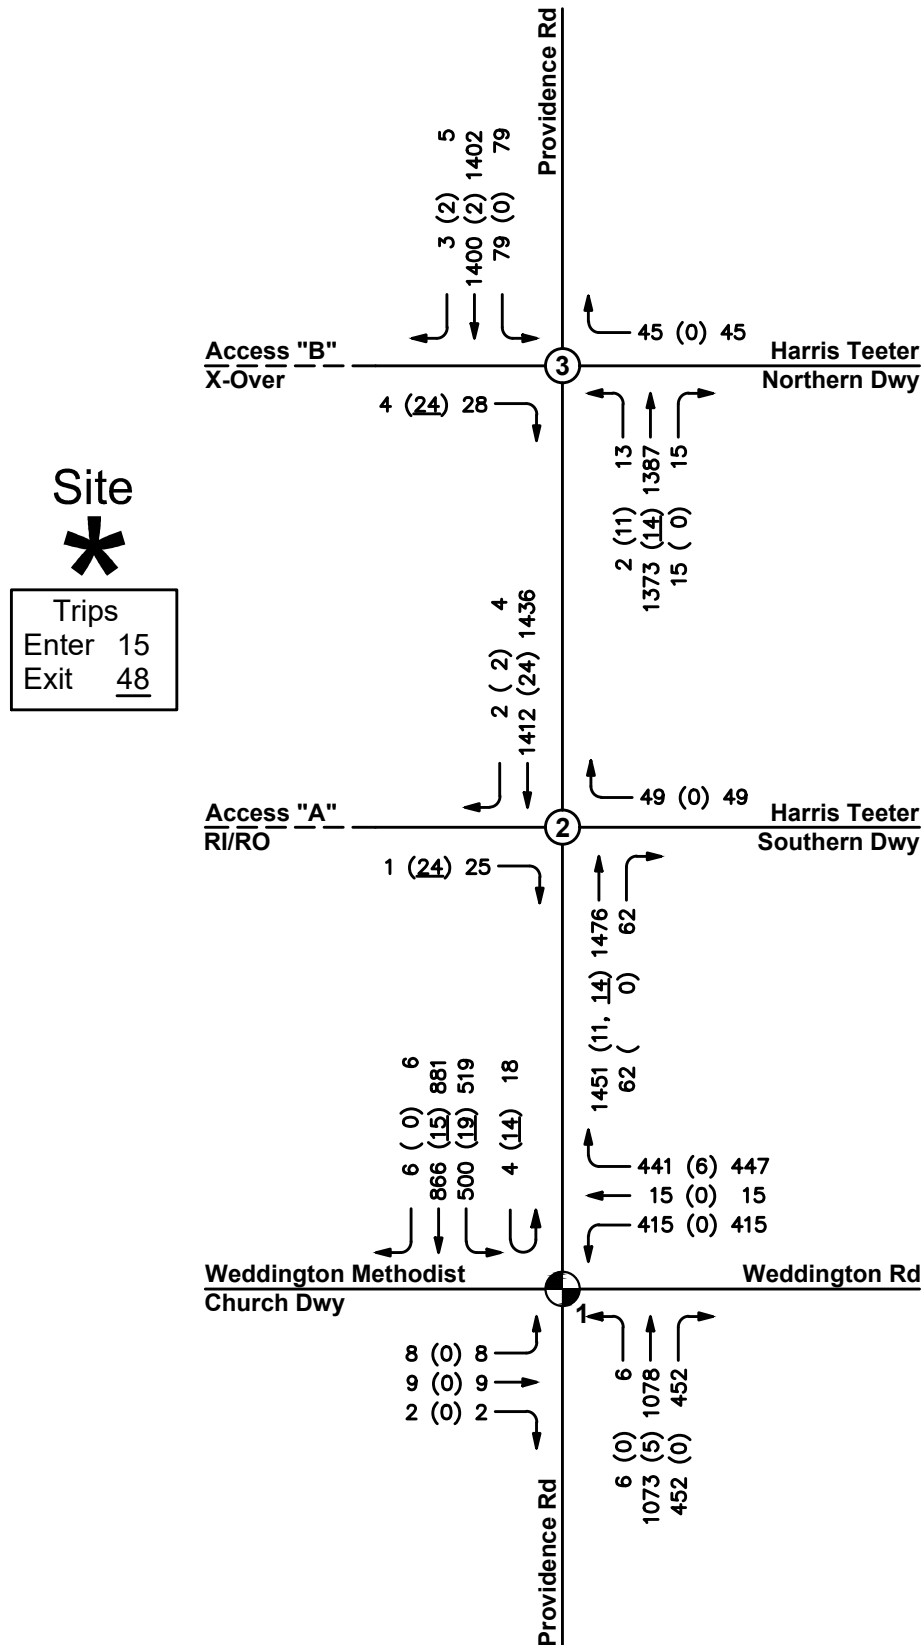 Providence Rd
3 (2) 5
1400 (2) 1402
79 (0) 79
45 (0) 45
Access "B"
X-Over
Harris Teeter
Northern Dwy
3
4 (24) 28
2 (11) 13
1373 (14) 1387
15 ( 0) 15
Site
*
Trips
Enter 15
Exit 48
2 ( 2) 4
1412 (24) 1436
49 (0) 49
Access "A"
RI/RO
Harris Teeter
Southern Dwy
2
1 (24) 25
1451 (11, 14) 1476
62 ( 0) 62
6 ( 0) 6
866 (15) 881
500 (19) 519
4 (14) 18
441 (6) 447
15 (0) 15
415 (0) 415
Weddington Methodist
Church Dwy
Weddington Rd
1
8 (0) 8
9 (0) 9
2 (0) 2
6 (0) 6
1073 (5) 1078
452 (0) 452
Providence Rd